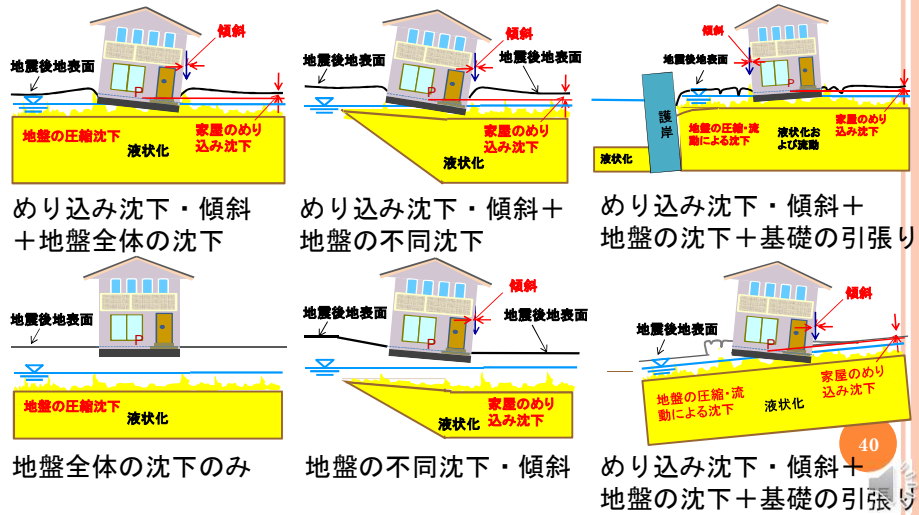 傾斜
地震後地表面
P
地盤の圧縮沈下
液状化
家屋のめり
込み沈下
めり込み沈下・傾斜
＋地盤全体の沈下
傾斜
地震後地表面
地震後地表面
P
家屋のめり
込み沈下
液状化
めり込み沈下・傾斜＋
地盤の不同沈下
傾斜
地震後地表面
P
護岸
地盤の圧縮・流
動による沈下
液状化お
よび流動
家屋のめり
込み沈下
液状化
めり込み沈下・傾斜＋
地盤の沈下＋基礎の引張り
地震後地表面
P
地盤の圧縮沈下
液状化
地盤全体の沈下のみ
傾斜
地震後地表面
地震後地表面
P
家屋のめり
込み沈下
液状化
地盤の不同沈下・傾斜
傾斜
地震後地表面
P
地盤の圧縮・流
動による沈下
液状化
家屋のめり
込み沈下
40
めり込み沈下・傾斜＋
地盤の沈下＋基礎の引張り